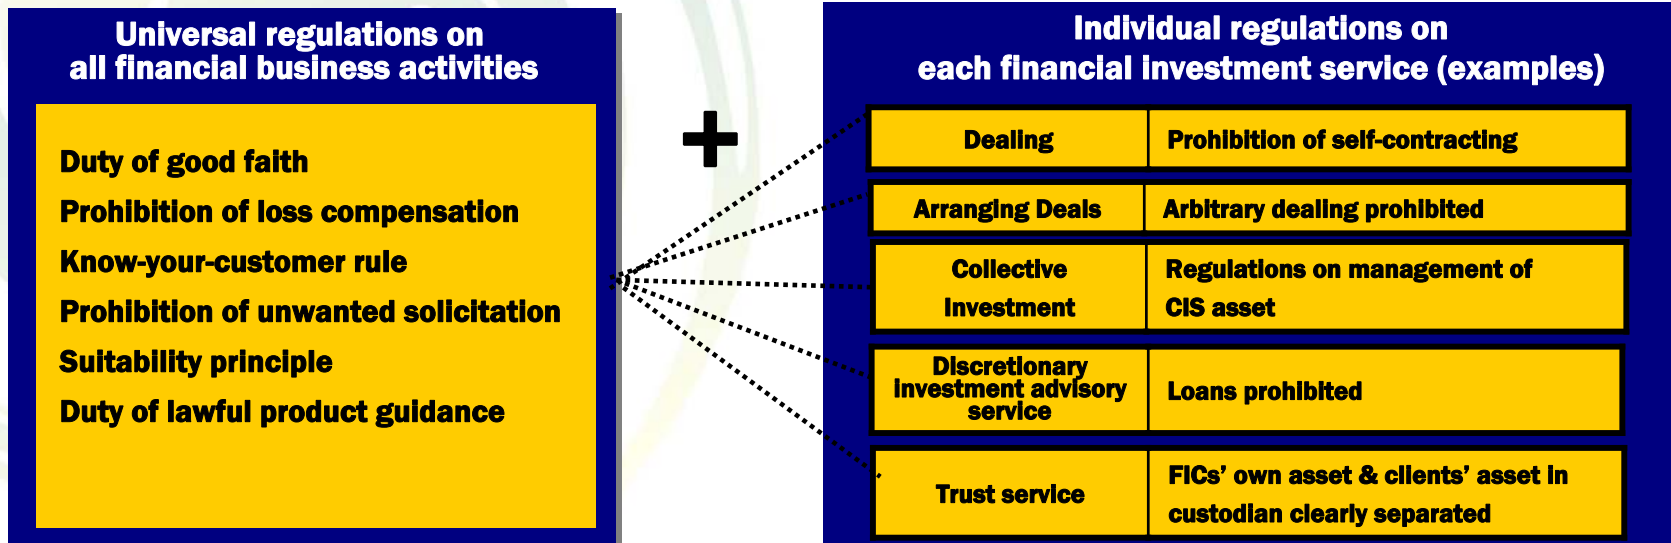 Universal regulations on
all financial business activities
Duty of good faith
Prohibition of loss compensation
Know-your-customer rule
Prohibition of unwanted solicitation
Suitability principle
Duty of lawful product guidance
+
Individual regulations on
each financial investment service (examples)
Dealing
Prohibition of self-contracting
Arranging Deals
Arbitrary dealing prohibited
Collective
Investment
Regulations on management of
CIS asset
Discretionary
investment advisory
service
Loans prohibited
Trust service
FICs' own asset & clients' asset in
custodian clearly separated